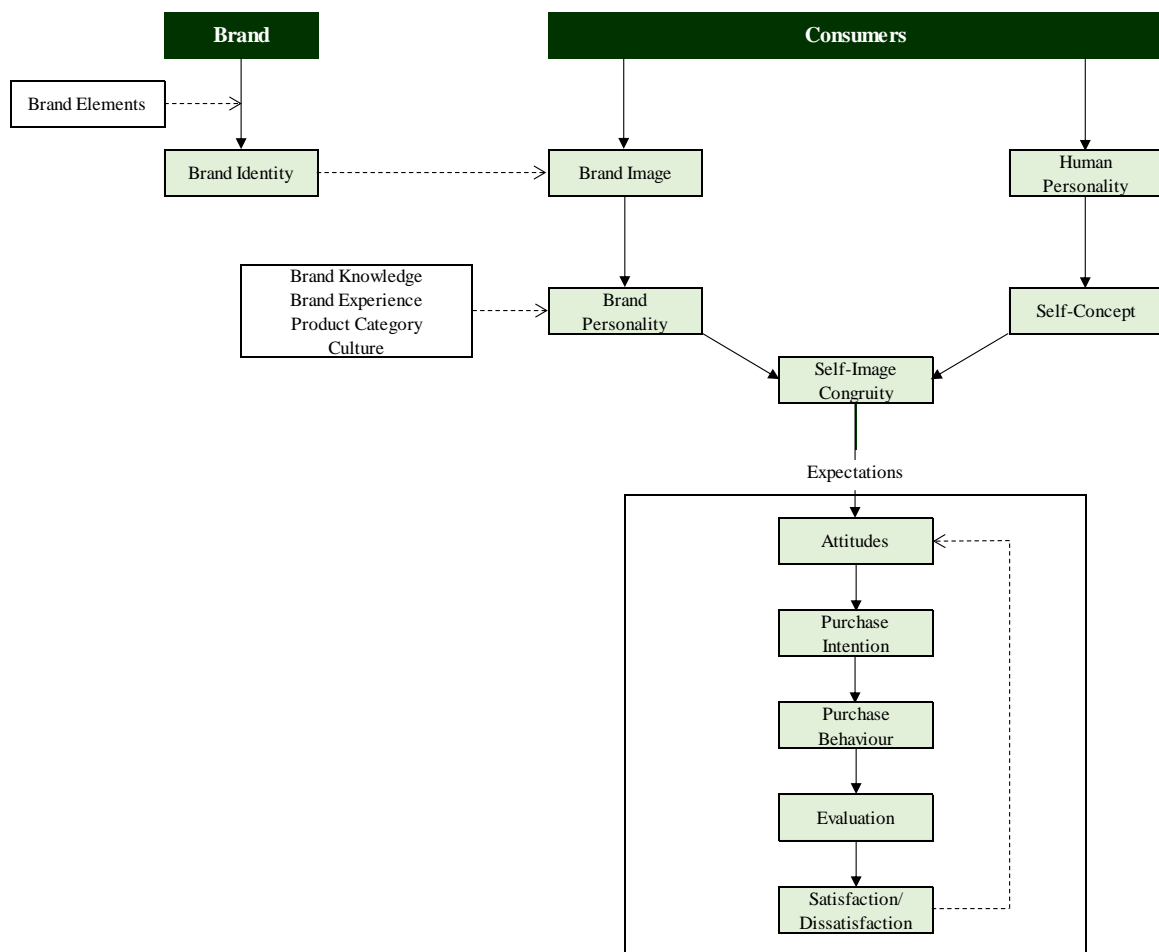 Brand
Consumers
Brand Elements
Brand Identity
Brand Image
Human
Personality
Brand Knowledge
Brand Experience
Product Category
Culture
Brand
Personality
Self-Concept
Self-Image
Congruity
Expectations
Attitudes
Purchase
Intention
Purchase
Behaviour
Evaluation
Satisfaction/
Dissatisfaction